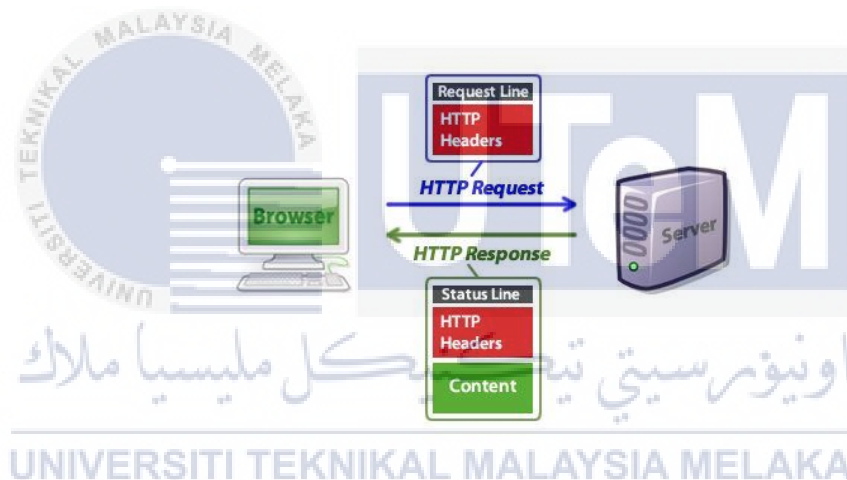 UNIVERSITI TEKNIKAL MALAYSIA MELAKA
UTeM
Request Line
HTTP
Headers
HTTP Request
Browser
Server
HTTP Response
Status Line
HTTP
Headers
Content
اونيۏرسيتي تيكنيكل مليسيا ملاك
UNIVERSITI TEKNIKAL MALAYSIA MELAKA